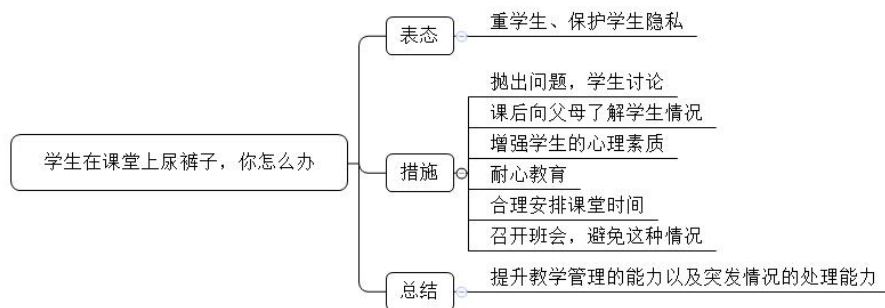 表态
重学生、保护学生隐私
学生在课堂上尿裤子，你怎么办
措施
抛出问题，学生讨论
课后向父母了解学生情况
增强学生的心理素质
耐心教育
合理安排课堂时间
召开班会，避免这种情况
总结
提升教学管理的能力以及突发情况的处理能力